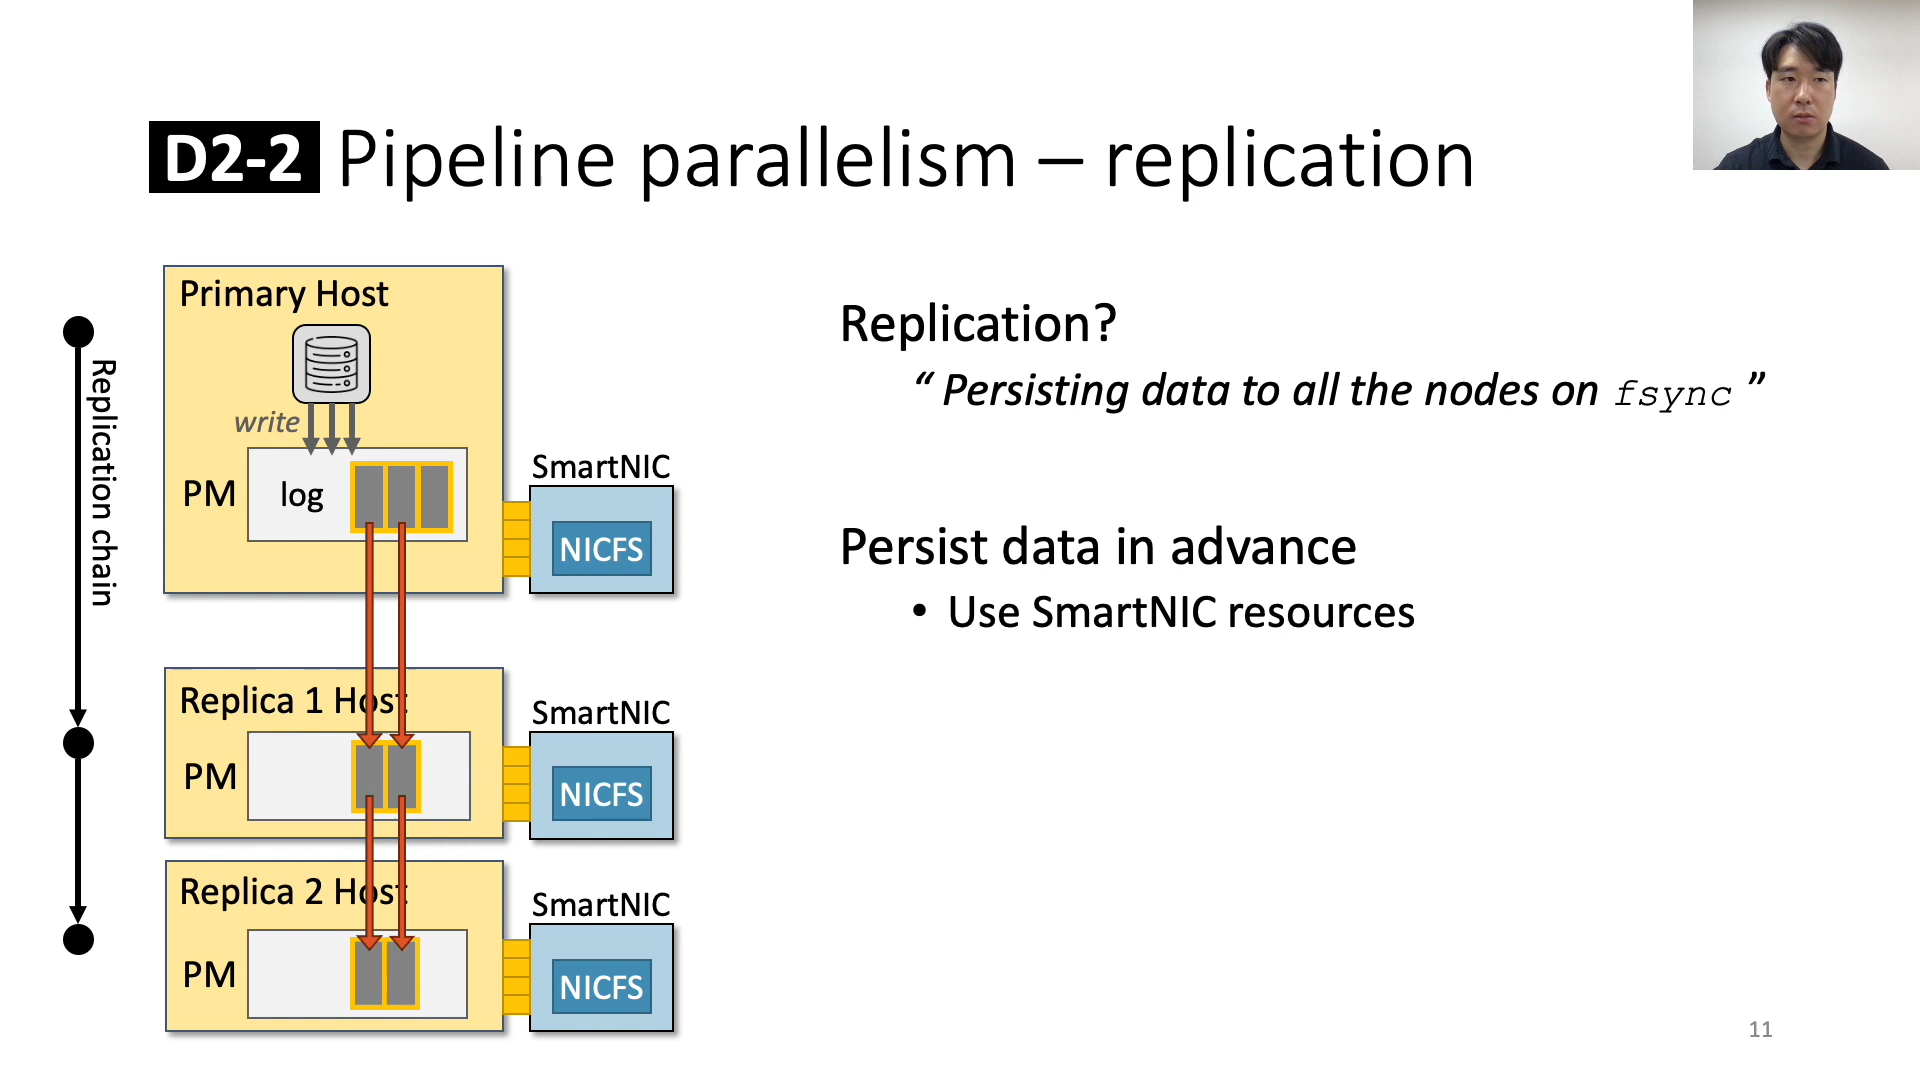 D2-2 Pipeline parallelism – replication
Replication chain
Primary Host
write
PM
log
SmartNIC
NICFS
Replica 1 Host
PM
SmartNIC
NICFS
Replica 2 Host
PM
SmartNIC
NICFS
Replication?
“ Persisting data to all the nodes on fsync ”
Persist data in advance
• Use SmartNIC resources
11